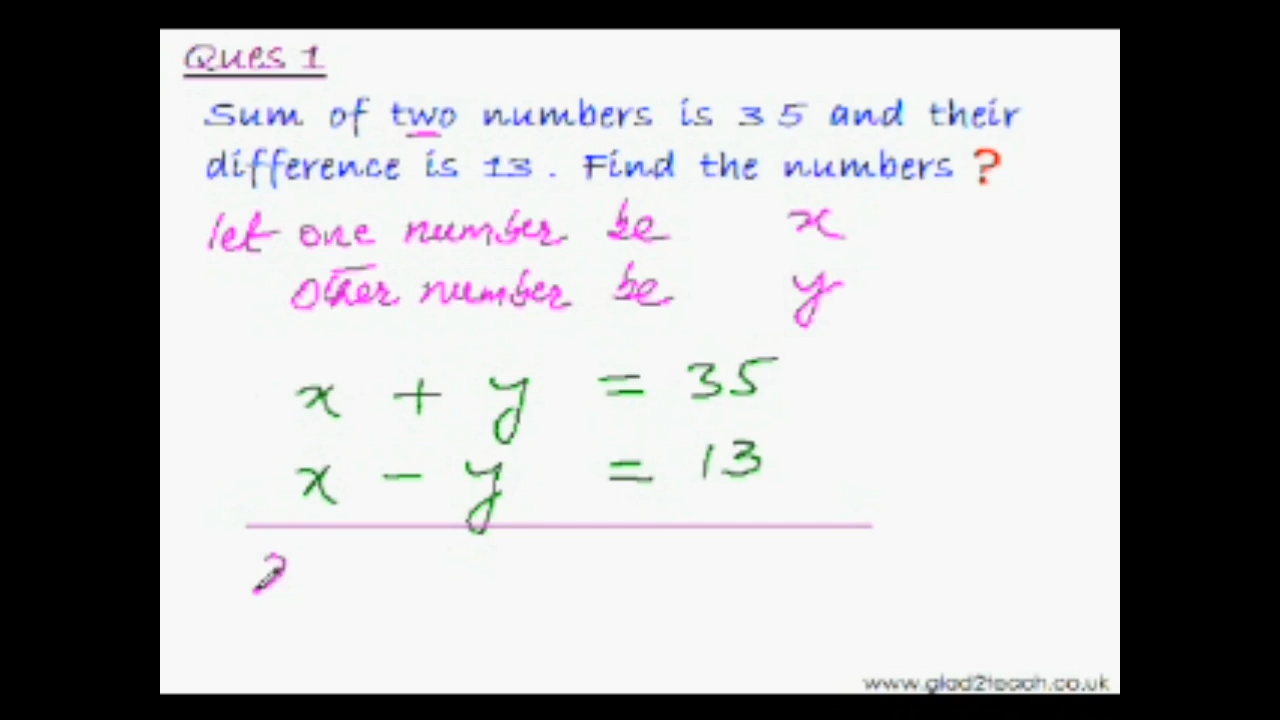 Ques 1
Sum of two numbers is 35 and their
difference is 13. Find the numbers ?
let one number be x
other number be y
x + y = 35
x - y = 13
2
www.glad2teach.co.uk